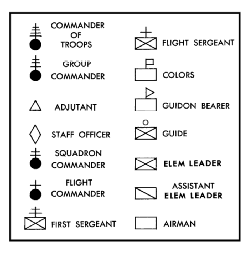 COMMANDER
OF
TROOPS
GROUP
COMMANDER
ADJUTANT
STAFF OFFICER
SQUADRON
COMMANDER
FLIGHT
COMMANDER
FIRST SERGEANT
FLIGHT SERGEANT
COLORS
GUIDON BEARER
GUIDE
ELEM LEADER
ASSISTANT
ELEM LEADER
AIRMAN